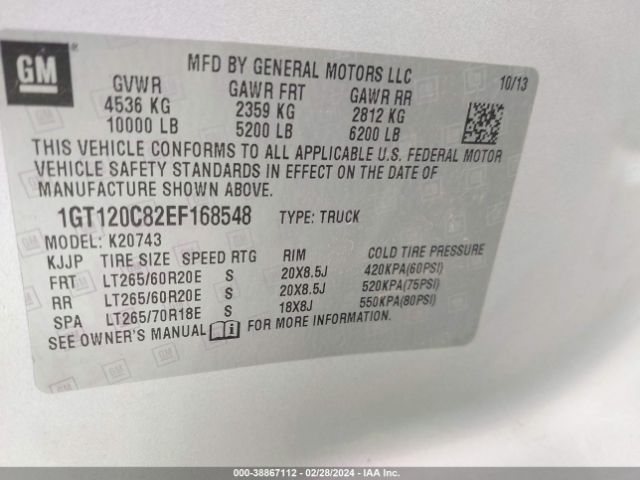 GM
®
MFD BY GENERAL MOTORS LLC
10/13
GVWR GAWR FRT GAWR RR
4536 KG 2359 KG 2812 KG
10000 LB 5200 LB 6200 LB
THIS VEHICLE CONFORMS TO ALL APPLICABLE U.S. FEDERAL MOTOR
VEHICLE SAFETY STANDARDS IN EFFECT ON THE DATE OF
MANUFACTURE SHOWN ABOVE.
1GT120C82EF168548 TYPE: TRUCK
MODEL: K20743
KJJP TIRE SIZE SPEED RTG RIM COLD TIRE PRESSURE
FRT LT265/60R20E S 20X8.5J 420KPA(60PSI)
RR LT265/60R20E S 20X8.5J 520KPA(75PSI)
SPA LT265/70R18E S 18X8J 550KPA(80PSI)
SEE OWNER'S MANUAL FOR MORE INFORMATION.
000-38867112 - 02/28/2024 - IAA Inc.